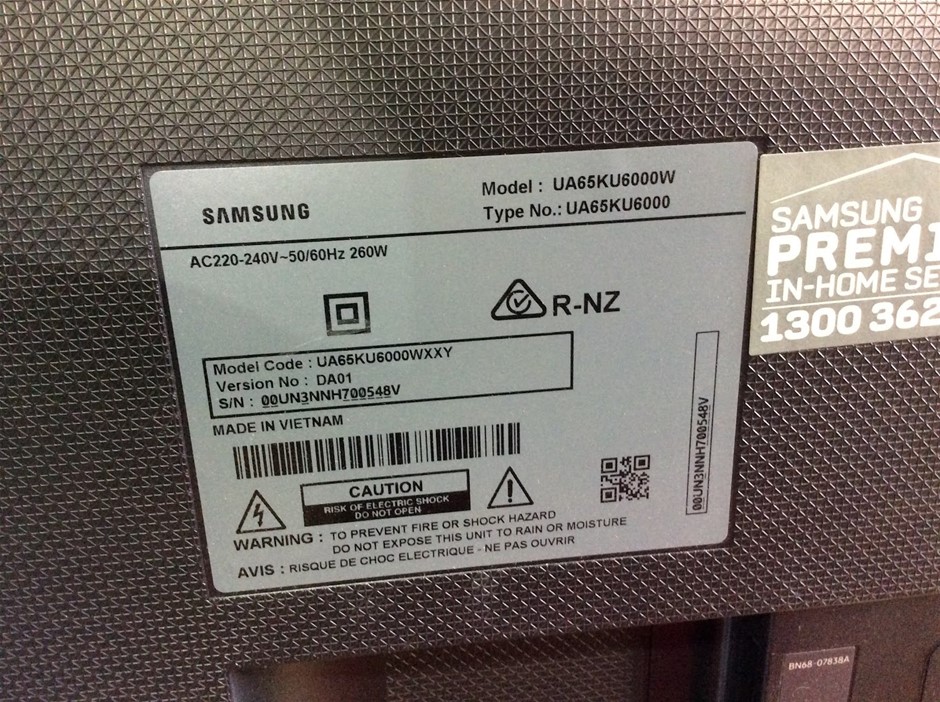 SAMSUNG
Model : UA65KU6000W
Type No.: UA65KU6000
AC220-240V~50/60Hz 260W
R-NZ
Model Code : UA65KU6000WXXY
Version No : DA01
S/N : 00UN3NNH700548V
MADE IN VIETNAM
CAUTION
RISK OF ELECTRIC SHOCK
DO NOT OPEN
WARNING : TO PREVENT FIRE OR SHOCK HAZARD
DO NOT EXPOSE THIS UNIT TO RAIN OR MOISTURE
AVIS : RISQUE DE CHOC ELECTRIQUE - NE PAS OUVRIR
00UN3NNH700548V
SAMSUNG
PREMI
IN-HOME SE
1300 362
BN68-07838A